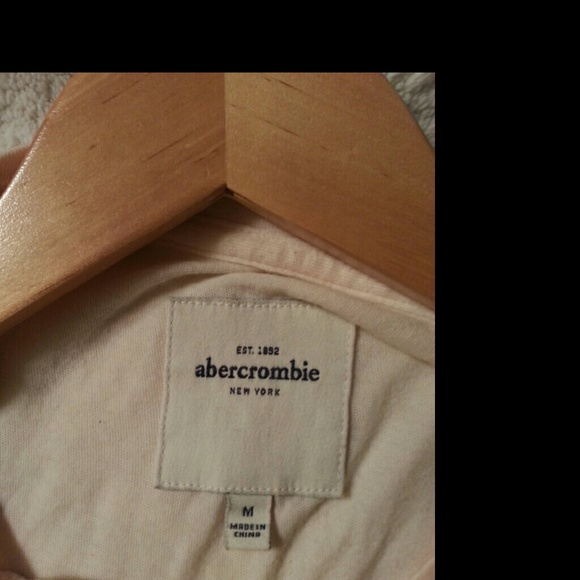 EST. 1892
abercrombie
NEW YORK
M
MADE IN
CHINA